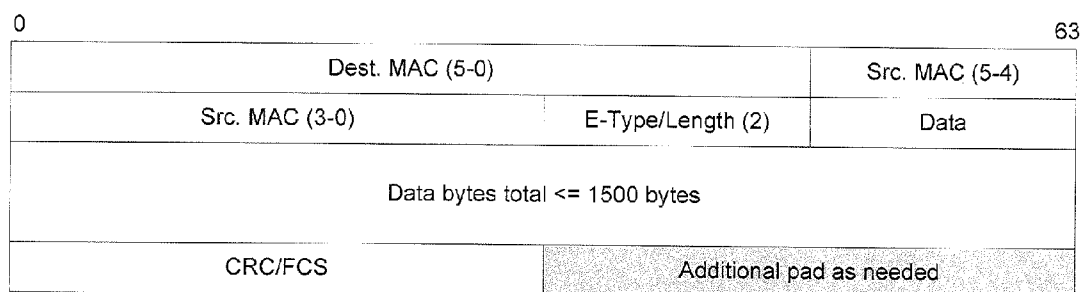 0 63
Dest. MAC (5-0) Src. MAC (5-4)
Src. MAC (3-0) E-Type/Length (2) Data
Data bytes total <= 1500 bytes
CRC/FCS Additional pad as needed